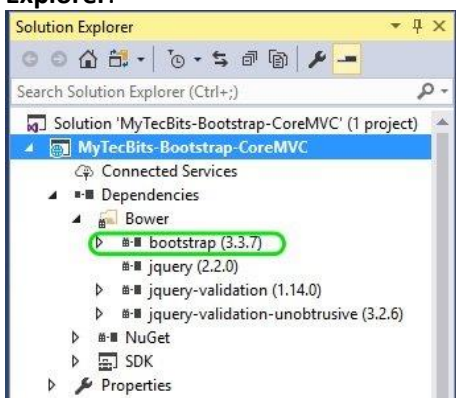 Explorer:
Solution Explorer
Search Solution Explorer (Ctrl+;)
Solution 'MyTecBits-Bootstrap-CoreMVC' (1 project)
MyTecBits-Bootstrap-CoreMVC
Connected Services
Dependencies
Bower
bootstrap (3.3.7)
jquery (2.2.0)
jquery-validation (1.14.0)
jquery-validation-unobtrusive (3.2.6)
NuGet
SDK
Properties